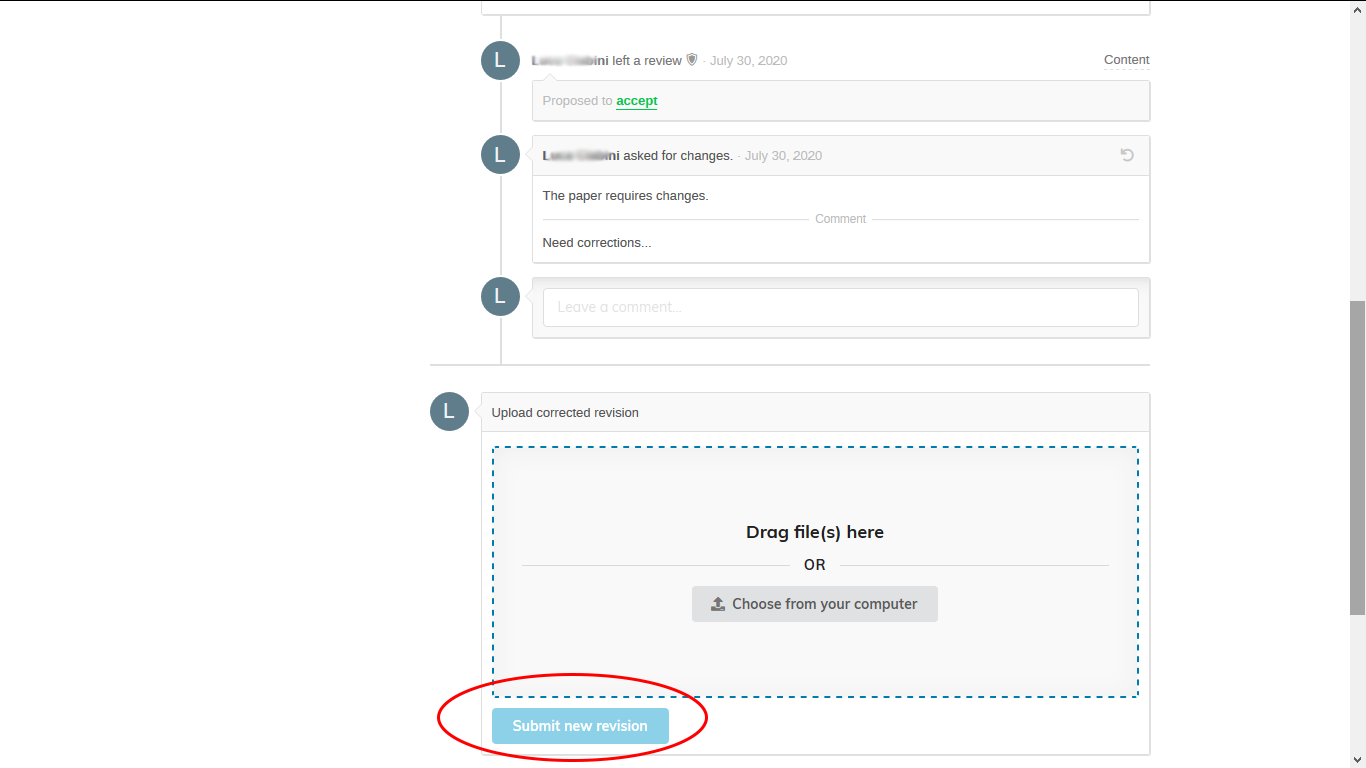 L
left a review · July 30, 2020
Content
Proposed to accept
L
asked for changes. · July 30, 2020
The paper requires changes.
Comment
Need corrections...
L
Leave a comment...
L
Upload corrected revision
Drag file(s) here
OR
Choose from your computer
Submit new revision